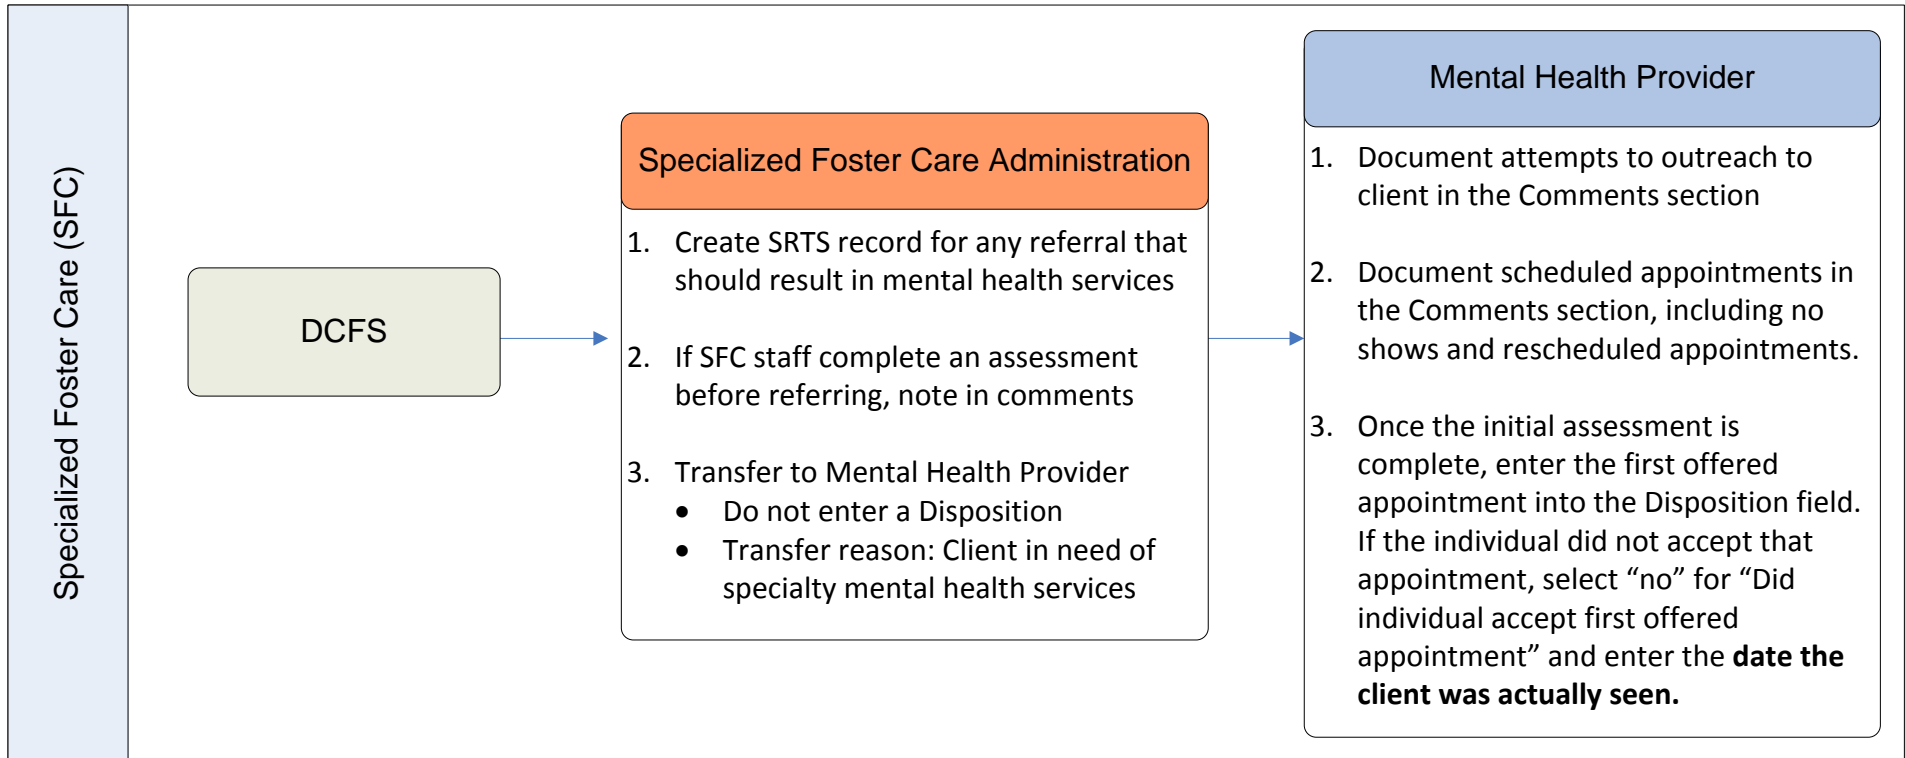 Specialized Foster Care (SFC)
DCFS
Specialized Foster Care Administration
1. Create SRTS record for any referral that
should result in mental health services
2. If SFC staff complete an assessment
before referring, note in comments
3. Transfer to Mental Health Provider
• Do not enter a Disposition
• Transfer reason: Client in need of
specialty mental health services
Mental Health Provider
1. Document attempts to outreach to
client in the Comments section
2. Document scheduled appointments in
the Comments section, including no
shows and rescheduled appointments.
3. Once the initial assessment is
complete, enter the first offered
appointment into the Disposition field.
If the individual did not accept that
appointment, select “no” for “Did
individual accept first offered
appointment” and enter the date the
client was actually seen.